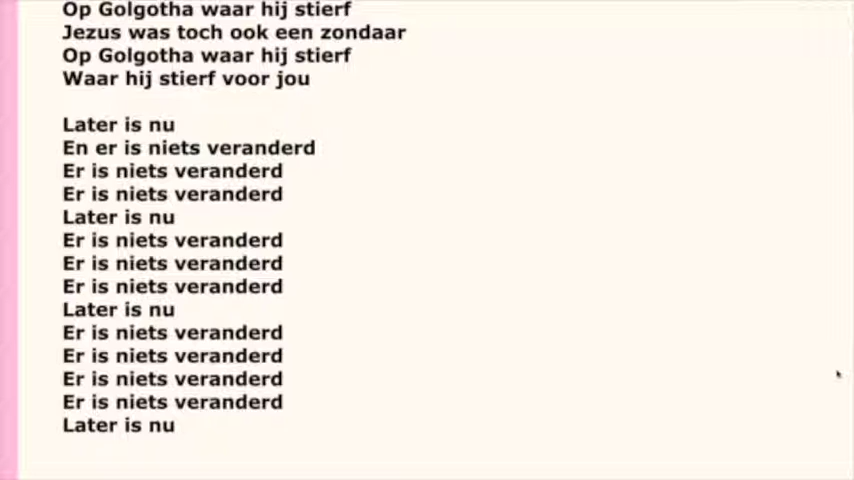 Op Golgotha waar hij stierf
Jezus was toch ook een zondaar
Op Golgotha waar hij stierf
Waar hij stierf voor jou
Later is nu
En er is niets veranderd
Er is niets veranderd
Er is niets veranderd
Later is nu
Er is niets veranderd
Er is niets veranderd
Er is niets veranderd
Later is nu
Er is niets veranderd
Er is niets veranderd
Er is niets veranderd
Er is niets veranderd
Later is nu